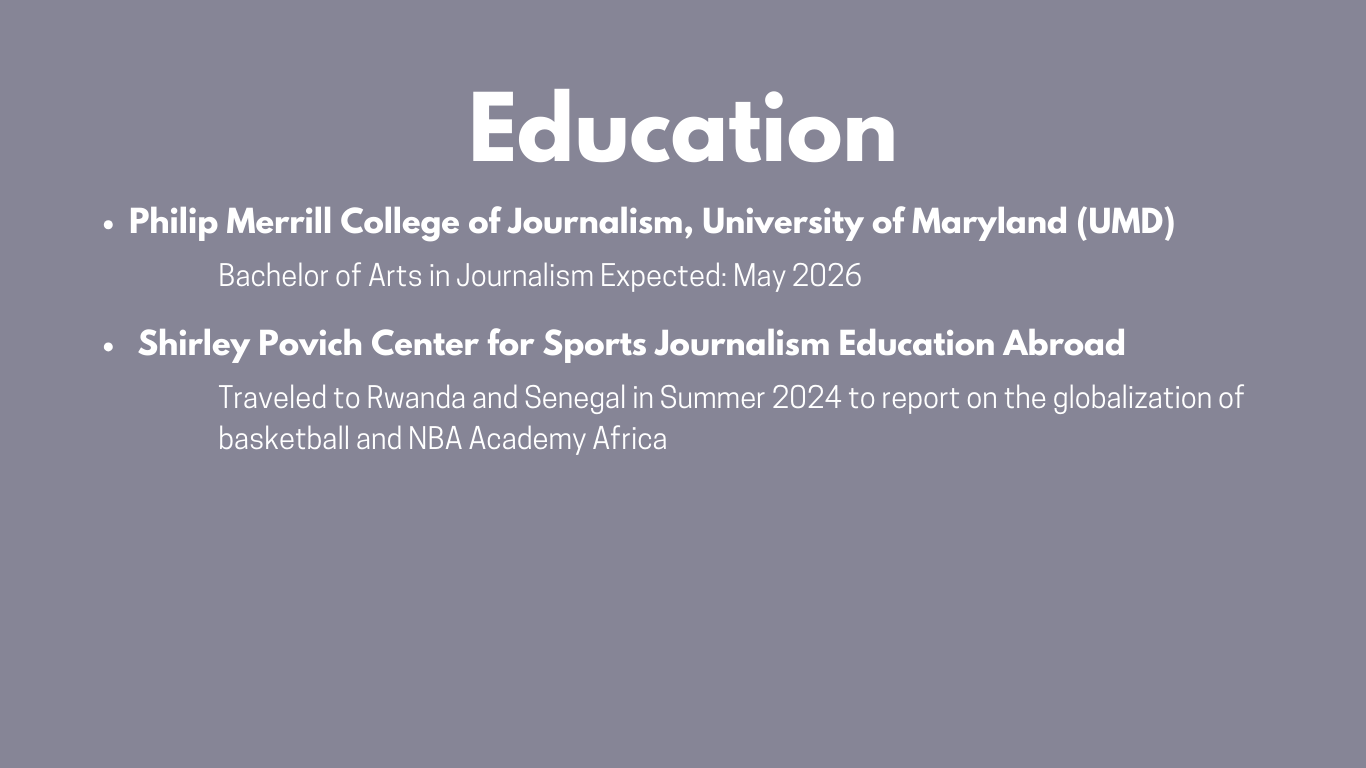 Education
• Philip Merrill College of Journalism, University of Maryland (UMD)
Bachelor of Arts in Journalism Expected: May 2026
• Shirley Povich Center for Sports Journalism Education Abroad
Traveled to Rwanda and Senegal in Summer 2024 to report on the globalization of
basketball and NBA Academy Africa